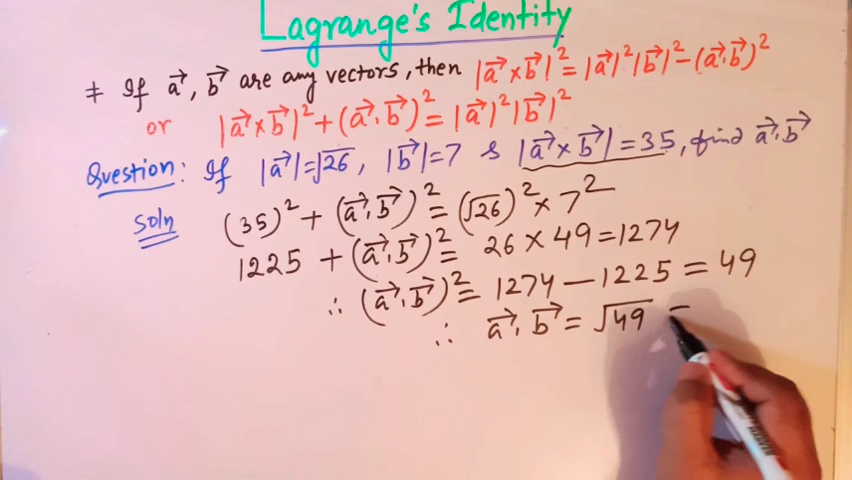 Lagrange's Identity
# If a⃗, b⃗ are any vectors, then |a⃗ × b⃗|² = |a⃗|² |b⃗|² − (a⃗.b⃗)²
or |a⃗ × b⃗|² + (a⃗.b⃗)² = |a⃗|² |b⃗|²
Question: If |a⃗| = √26, |b⃗| = 7 & |a⃗ × b⃗| = 35, find a⃗.b⃗
Soln (35)² + (a⃗.b⃗)² = (√26)² × 7²
1225 + (a⃗.b⃗)² = 26 × 49 = 1274
∴ (a⃗.b⃗)² = 1274 − 1225 = 49
∴ a⃗.b⃗ = √49 =